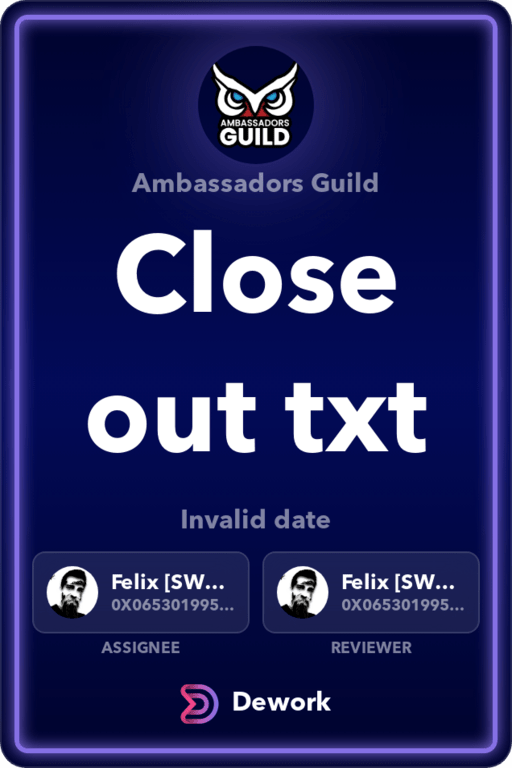 AMBASSADORS
GUILD
Ambassadors Guild
Close
out txt
Invalid date
Felix [SW...
0X065301995...
Felix [SW...
0X065301995...
ASSIGNEE
REVIEWER
Dework